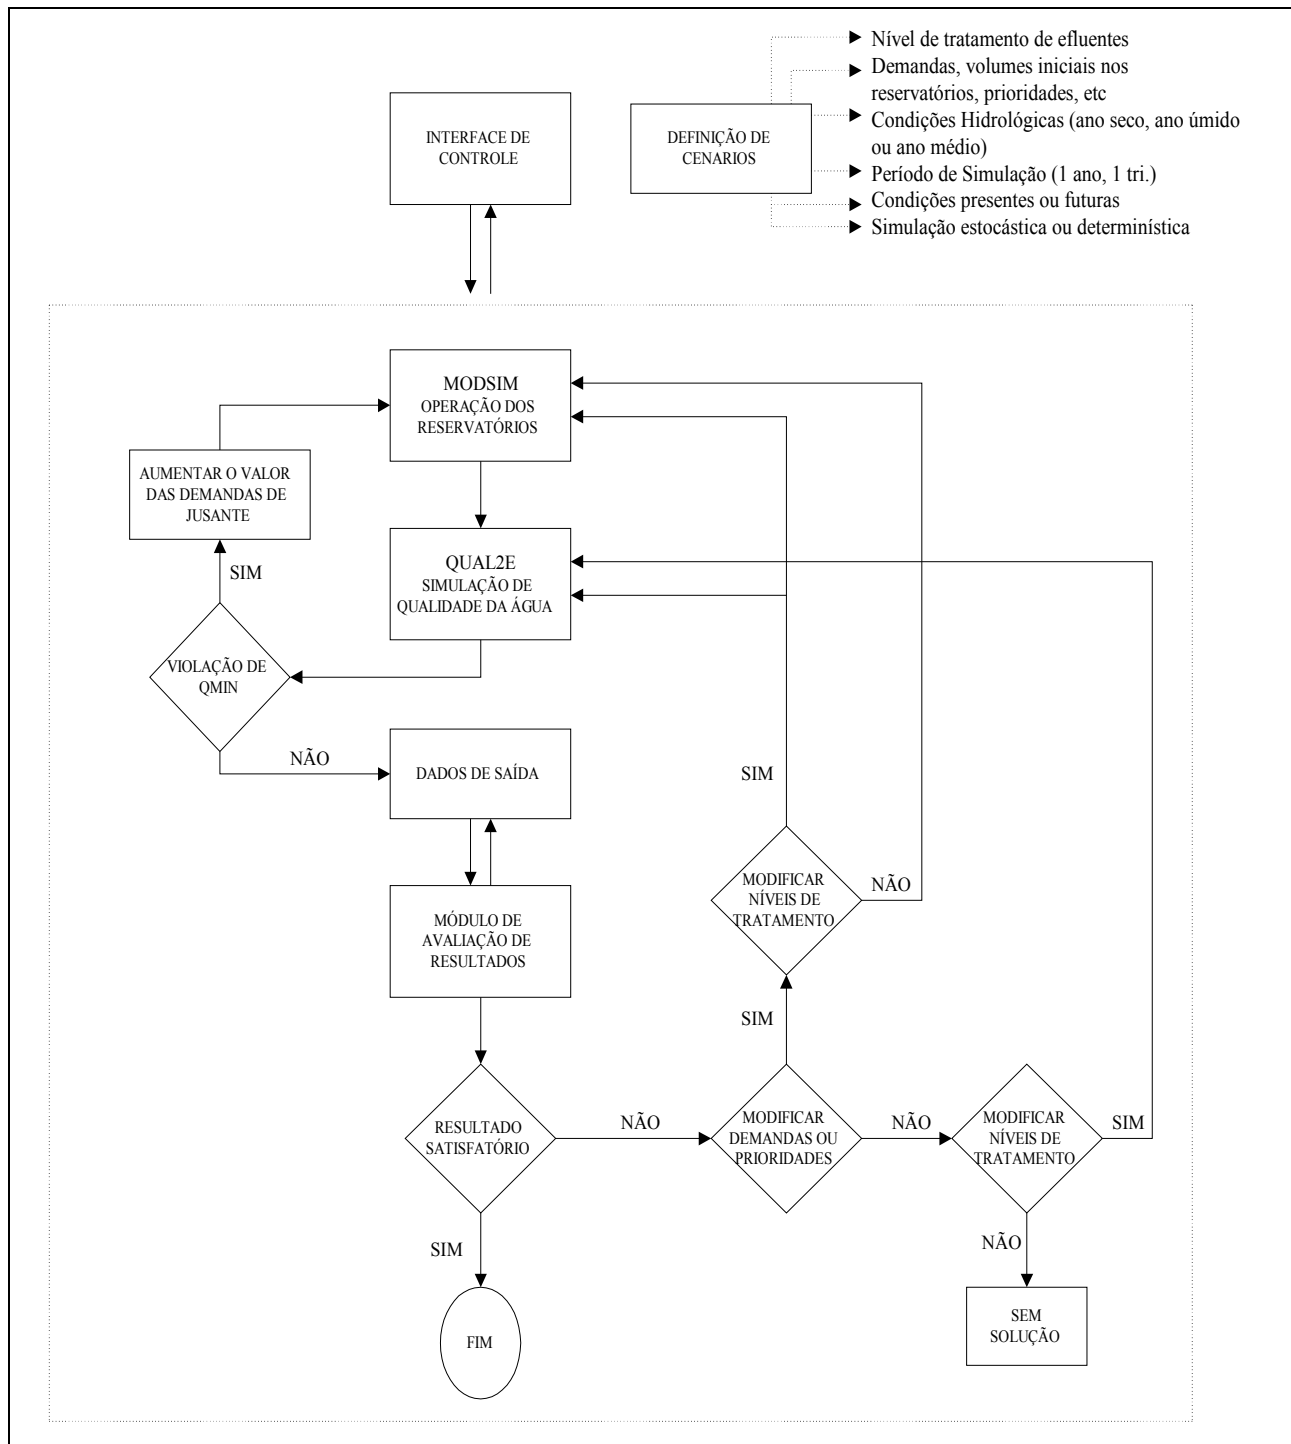 Nível de tratamento de efluentes
Demandas, volumes iniciais nos
reservatórios, prioridades, etc
Condições Hidrológicas (ano seco, ano úmido
ou ano médio)
Período de Simulação (1 ano, 1 tri.)
Condições presentes ou futuras
Simulação estocástica ou determinística
INTERFACE DE
CONTROLE
DEFINIÇÃO DE
CENARIOS
MODSIM
OPERAÇÃO DOS
RESERVATÓRIOS
AUMENTAR O VALOR
DAS DEMANDAS DE
JUSANTE
SIM
QUAL2E
SIMULAÇÃO DE
QUALIDADE DA ÁGUA
VIOLAÇÃO DE
QMIN
NÃO
DADOS DE SAÍDA
SIM
MÓDULO DE
AVALIAÇÃO DE
RESULTADOS
MODIFICAR
NÍVEIS DE
TRATAMENTO
NÃO
SIM
RESULTADO
SATISFATÓRIO
NÃO
MODIFICAR
DEMANDAS OU
PRIORIDADES
NÃO
MODIFICAR
NÍVEIS DE
TRATAMENTO
SIM
SIM
NÃO
FIM
SEM
SOLUÇÃO